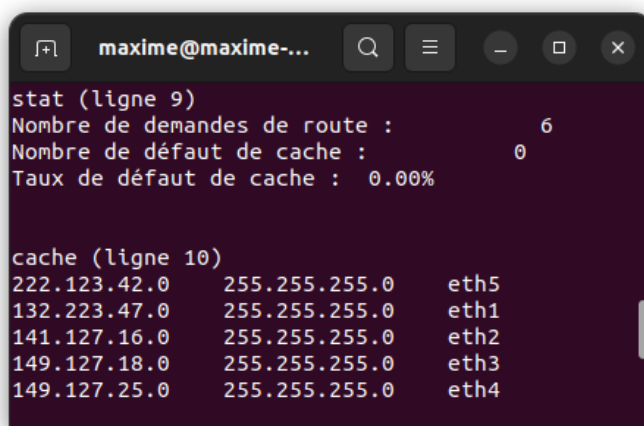 maxime@maxime-...
stat (ligne 9)
Nombre de demandes de route :            6
Nombre de défaut de cache :            0
Taux de défaut de cache :  0.00%
cache (ligne 10)
222.123.42.0    255.255.255.0    eth5
132.223.47.0    255.255.255.0    eth1
141.127.16.0    255.255.255.0    eth2
149.127.18.0    255.255.255.0    eth3
149.127.25.0    255.255.255.0    eth4